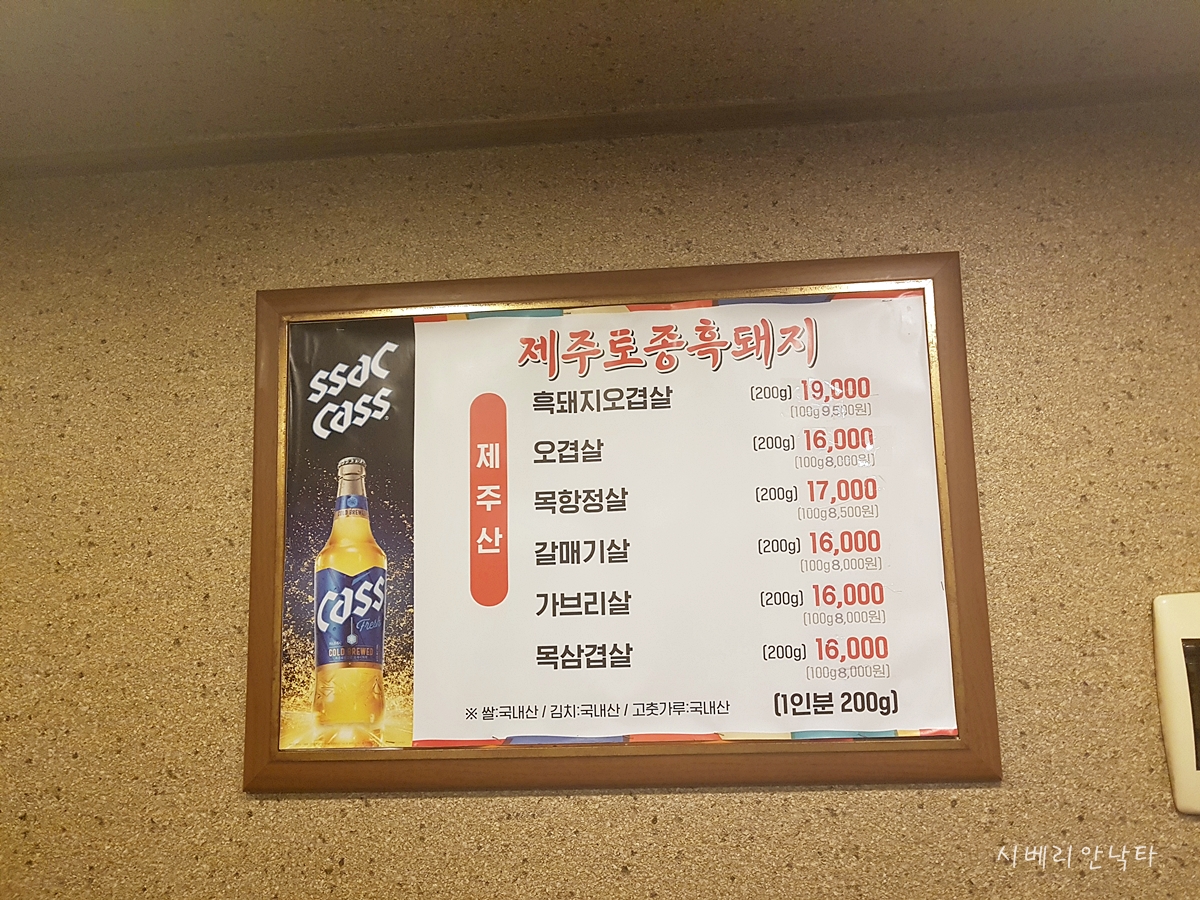 ssac
cass
cass
Fresh
COLD BREWED
제주토종흑돼지
제주산
흑돼지오겹살 (200g) 19,000
(100g 9,500원)
오겹살 (200g) 16,000
(100g 8,000원)
목항정살 (200g) 17,000
(100g 8,500원)
갈매기살 (200g) 16,000
(100g 8,000원)
가브리살 (200g) 16,000
(100g 8,000원)
목삼겹살 (200g) 16,000
(100g 8,000원)
(1인분 200g)
※ 쌀:국내산 / 김치:국내산 / 고춧가루:국내산
시베리안낙타